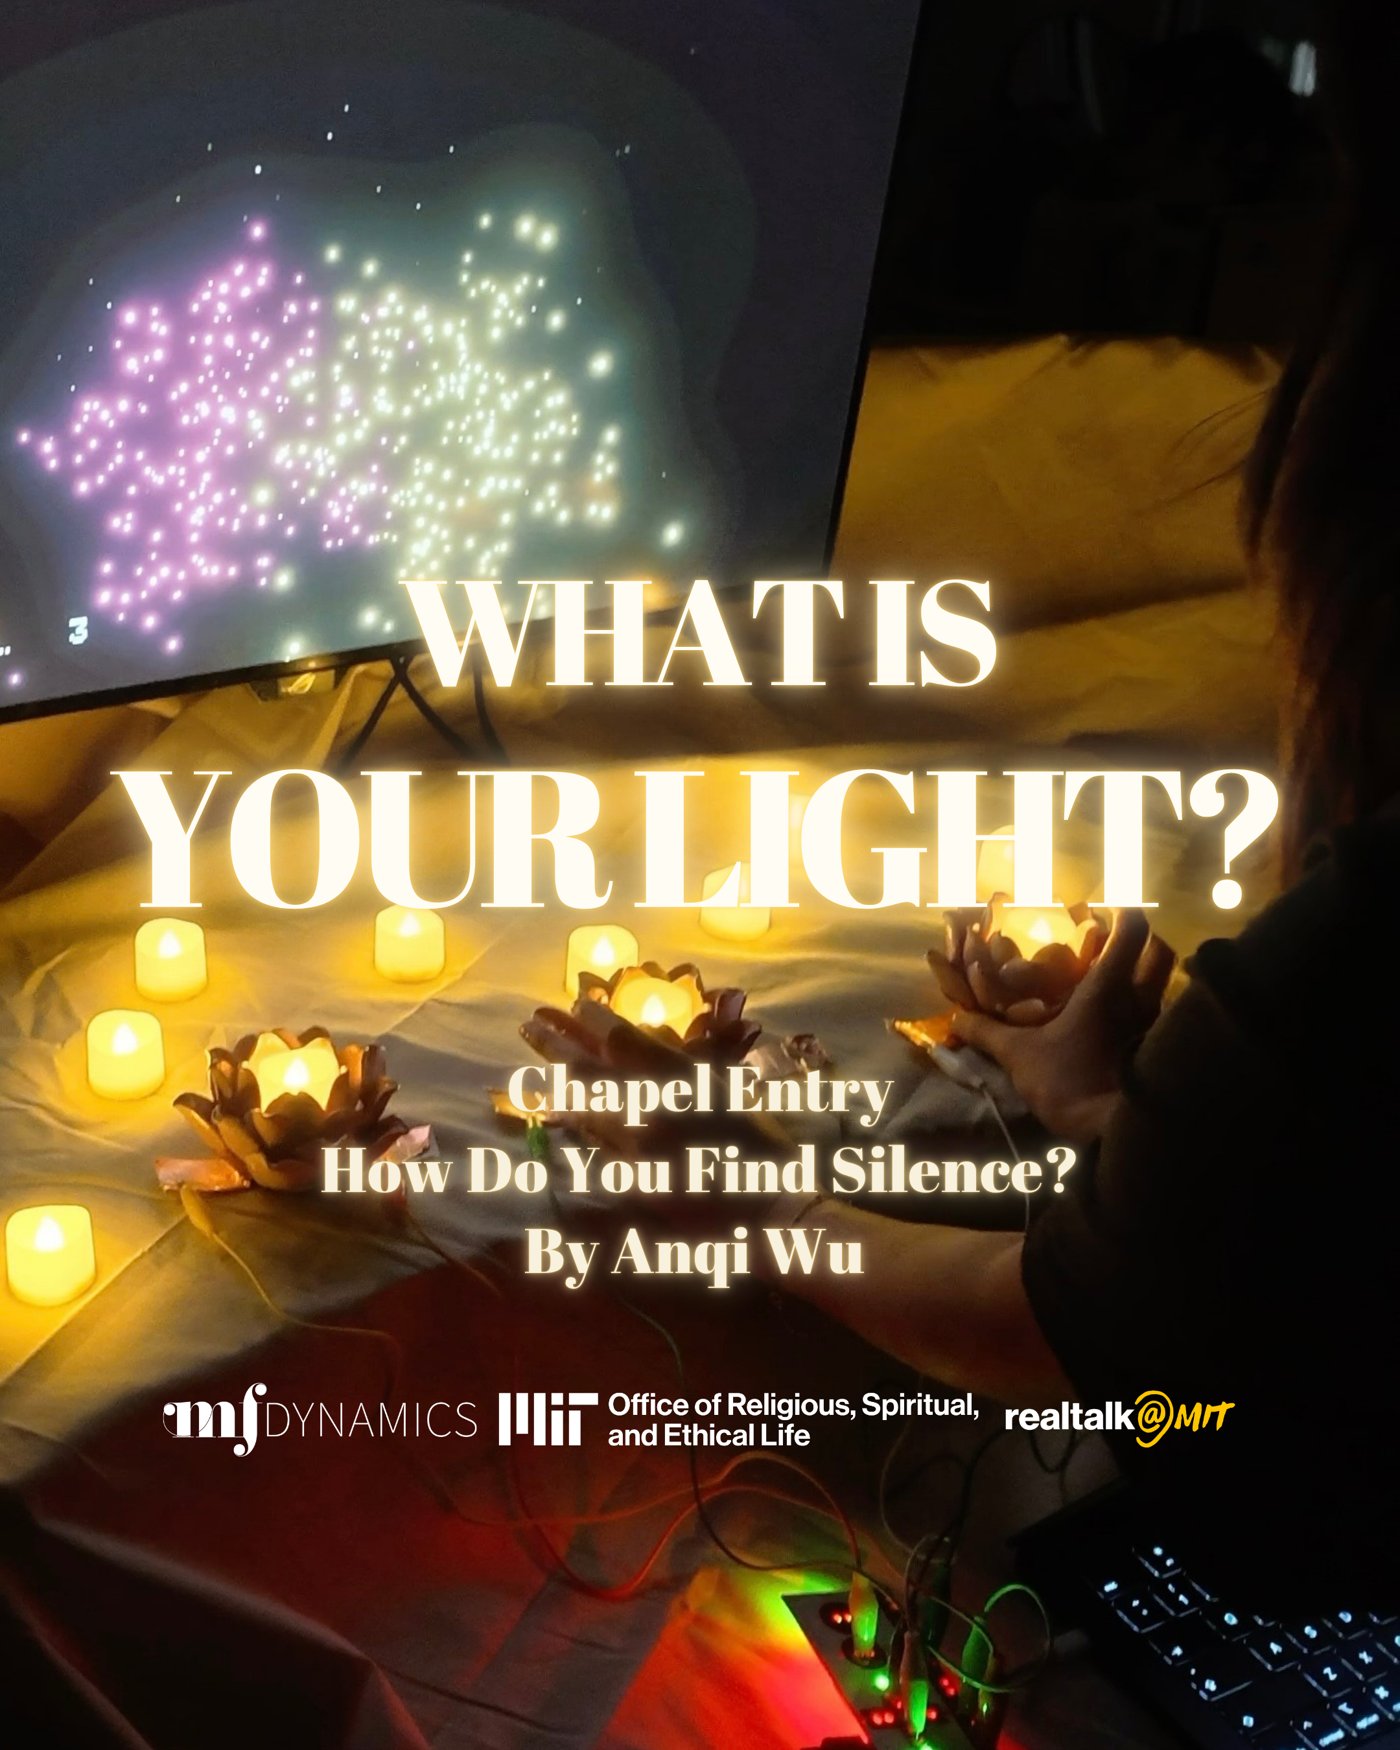 3
WHAT IS
YOUR LIGHT?
Chapel Entry
How Do You Find Silence?
By Anqi Wu
mf DYNAMICS
MIT Office of Religious, Spiritual,
and Ethical Life
realtalk@MIT